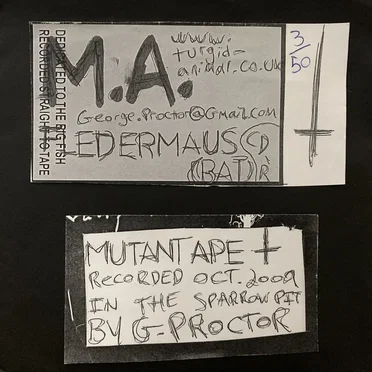 DEDICATED TO THE BIG FISH
RECORDED STRAIGHT TO TAPE
M.A.
www.
turgid-
animal.co.uk
George.Proctor@Gmail.com
LEDERMAUS CD
(BAT) R
3/50
MUTANT APE
RECORDED OCT. 2009
IN THE SPARROW PIT
BY G-PROCTOR